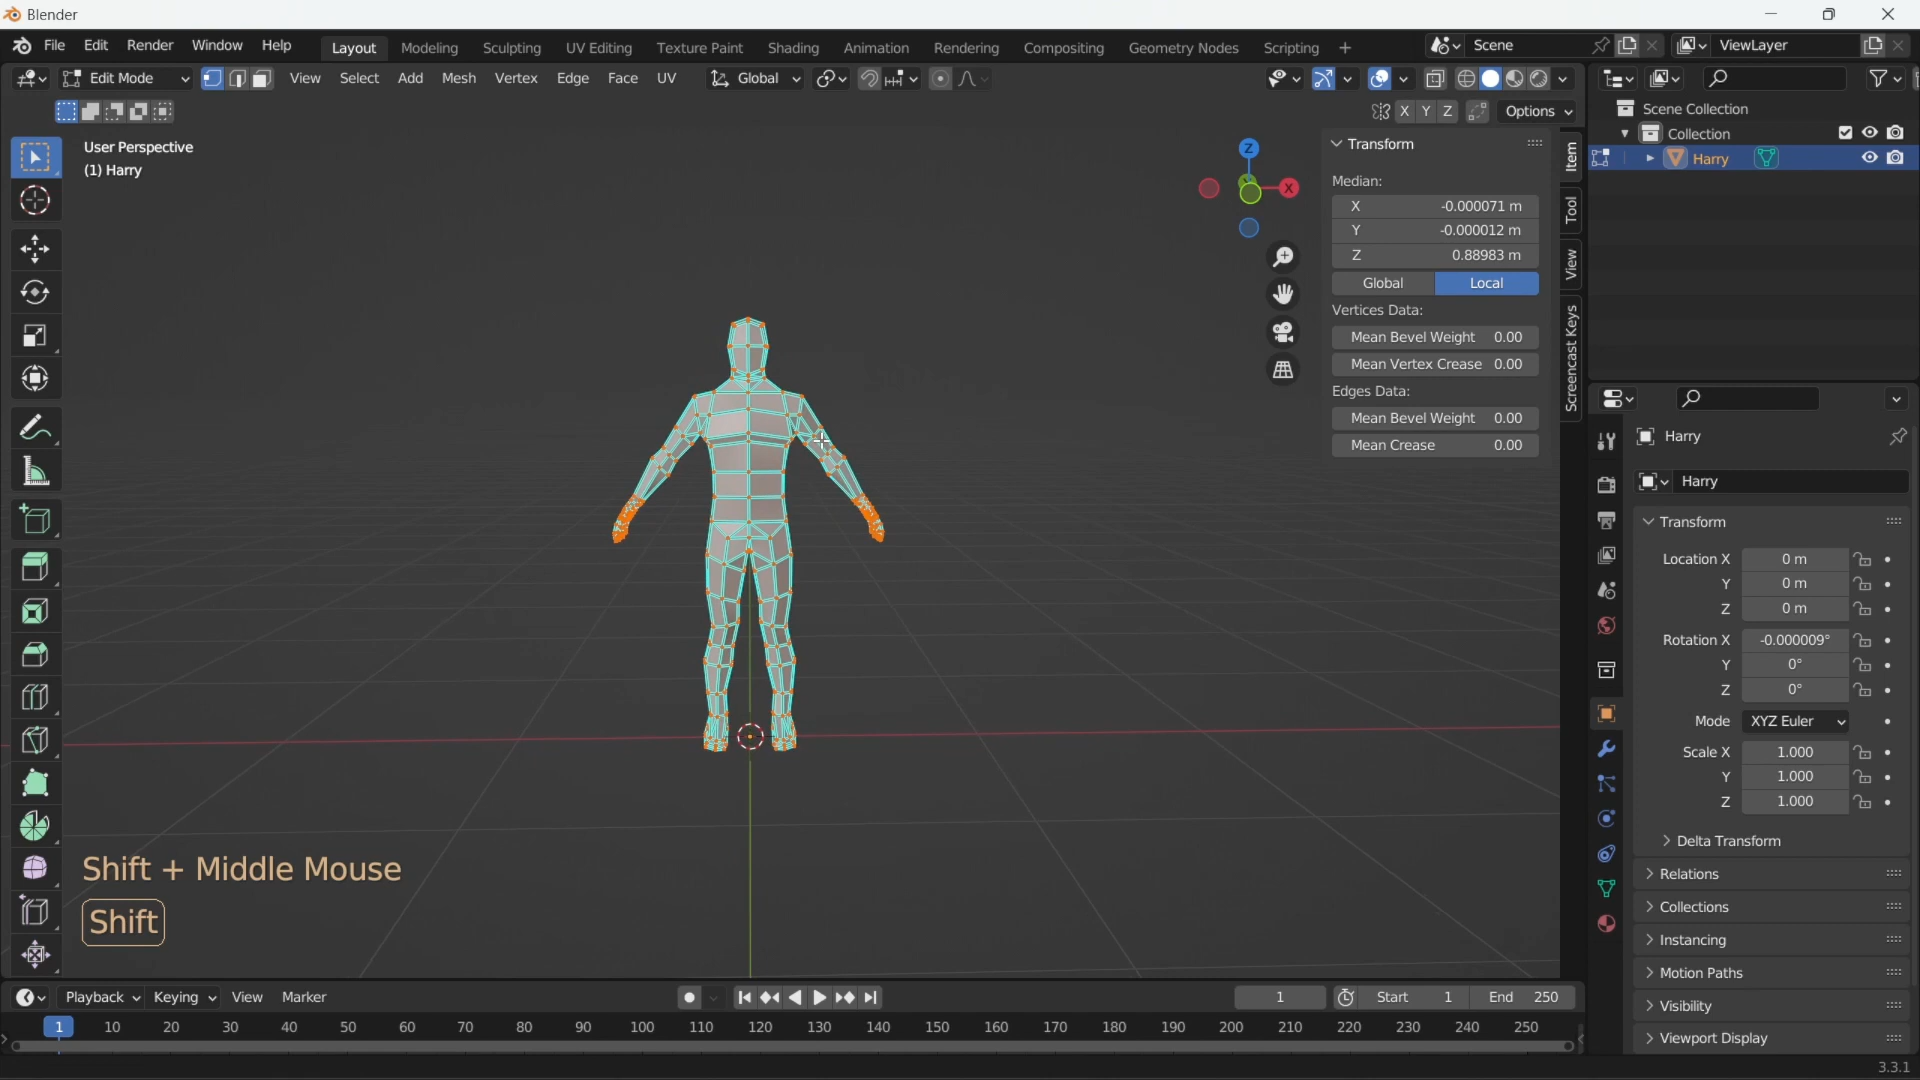 Blender
File Edit Render Window Help Layout Modeling Sculpting UV Editing Texture Paint Shading Animation Rendering Compositing Geometry Nodes Scripting + Scene ViewLayer
Edit Mode View Select Add Mesh Vertex Edge Face UV Global
X Y Z Options
User Perspective
(1) Harry
Z
X
Transform
Median:
X -0.000071 m
Y -0.000012 m
Z 0.88983 m
Global Local
Vertices Data:
Mean Bevel Weight 0.00
Mean Vertex Crease 0.00
Edges Data:
Mean Bevel Weight 0.00
Mean Crease 0.00
Item
Tool
View
Screencast Keys
Scene Collection
Collection
Harry
Harry
Harry
Transform
Location X 0 m
Y 0 m
Z 0 m
Rotation X -0.000009°
Y 0°
Z 0°
Mode XYZ Euler
Scale X 1.000
Y 1.000
Z 1.000
Delta Transform
Relations
Collections
Instancing
Motion Paths
Visibility
Viewport Display
Shift + Middle Mouse
Shift
Playback Keying View Marker 1 Start 1 End 250
1 10 20 30 40 50 60 70 80 90 100 110 120 130 140 150 160 170 180 190 200 210 220 230 240 250
3.3.1